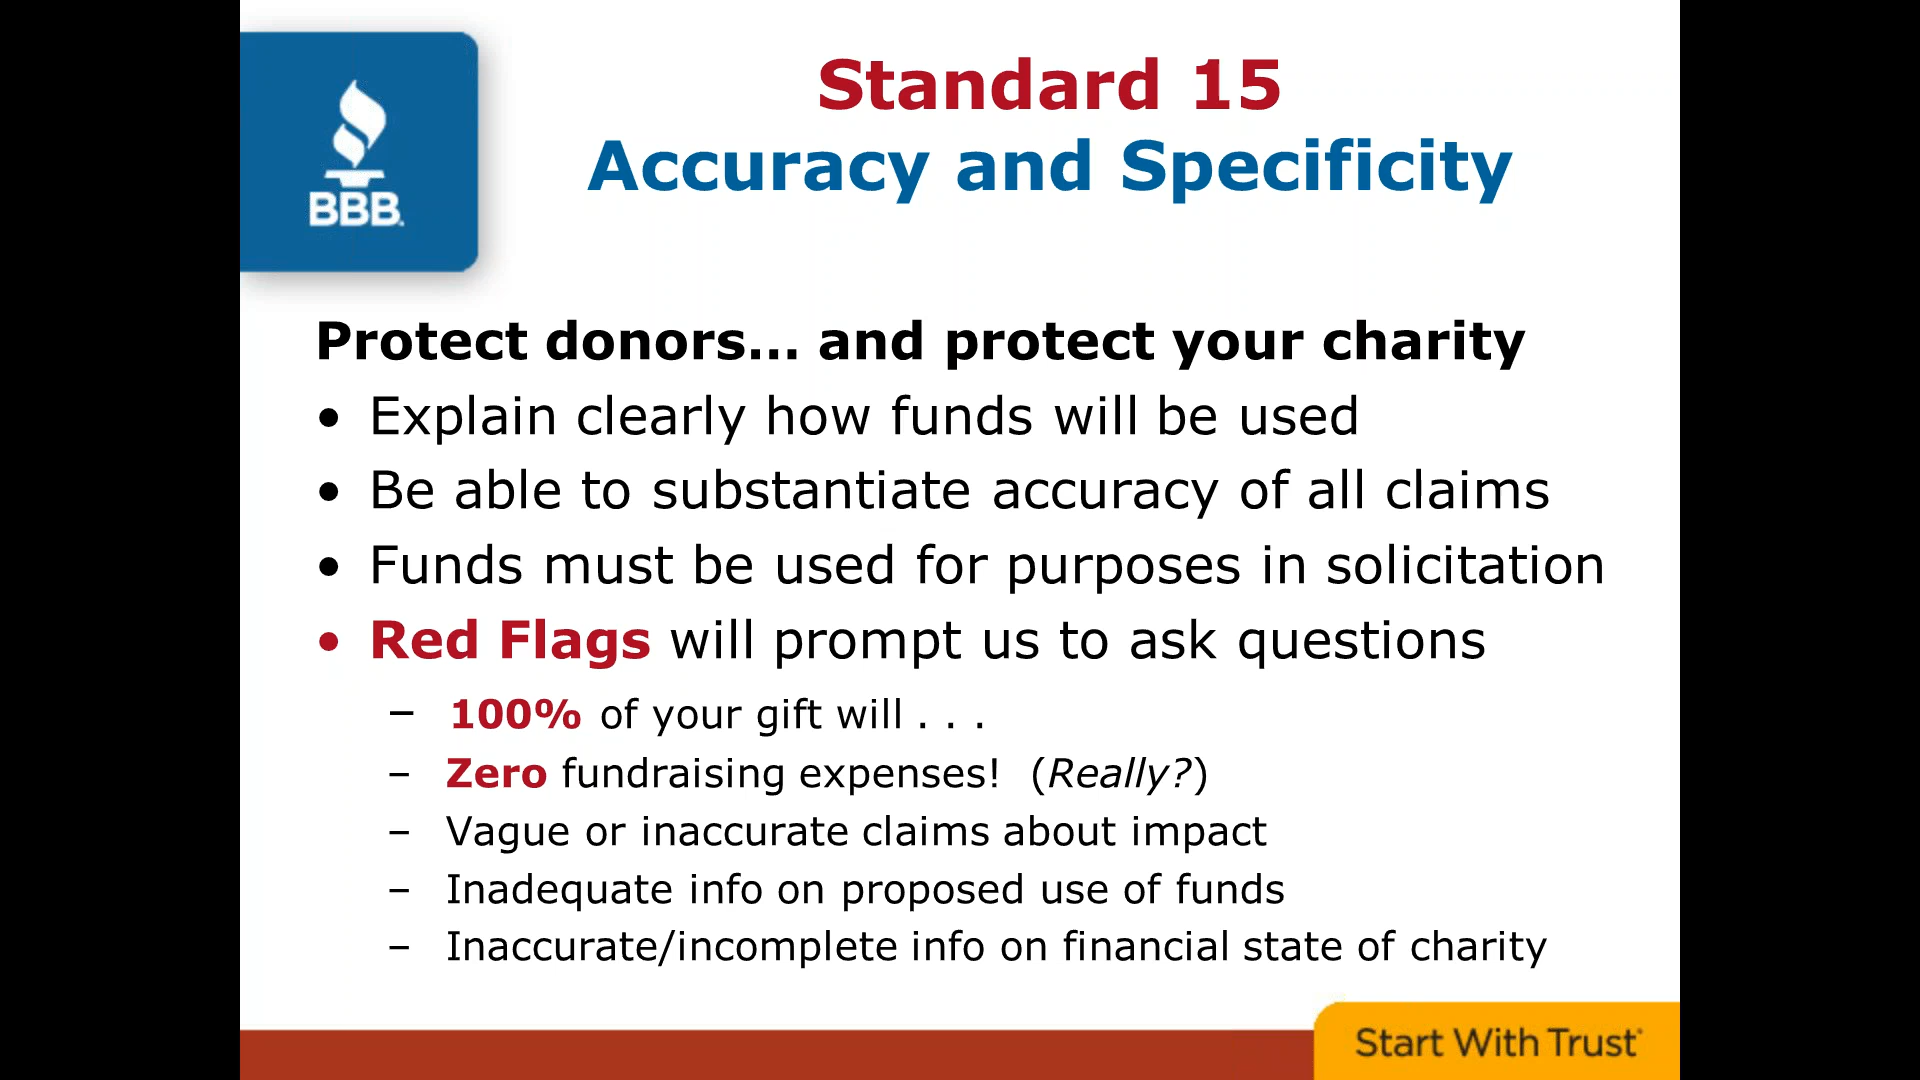 BBB.
Standard 15
Accuracy and Specificity
Protect donors... and protect your charity
• Explain clearly how funds will be used
• Be able to substantiate accuracy of all claims
• Funds must be used for purposes in solicitation
• Red Flags will prompt us to ask questions
– 100% of your gift will . . .
– Zero fundraising expenses! (Really?)
– Vague or inaccurate claims about impact
– Inadequate info on proposed use of funds
– Inaccurate/incomplete info on financial state of charity
Start With Trust